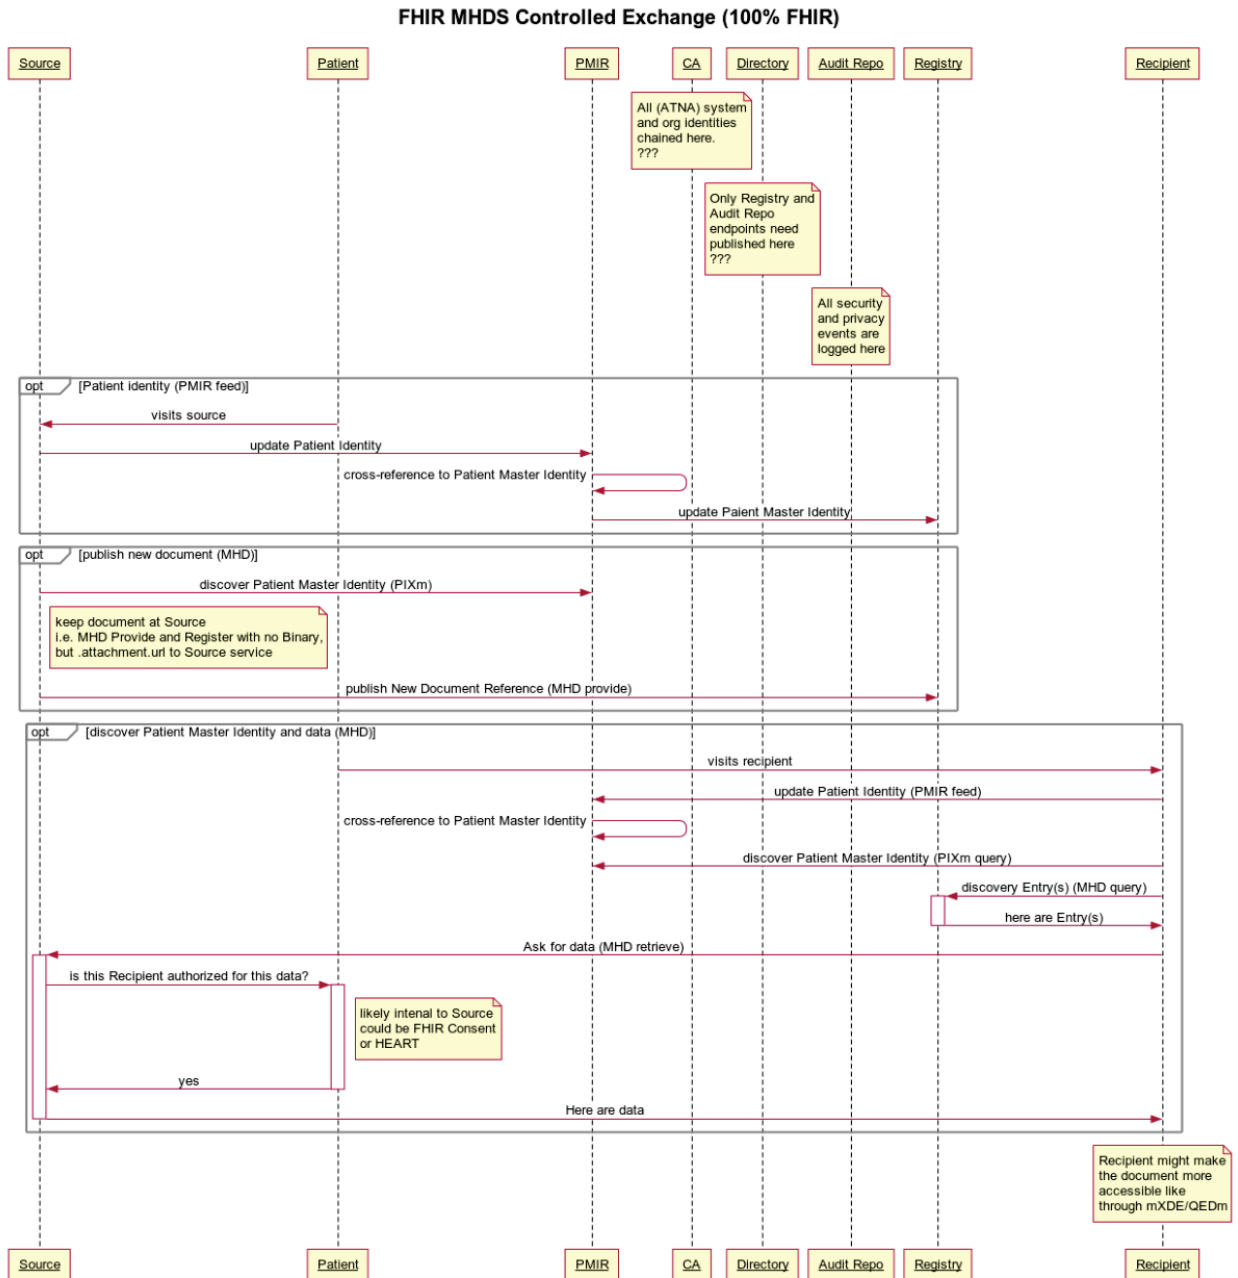 FHIR MHDS Controlled Exchange (100% FHIR)
Source Patient PMIR CA Directory Audit Repo Registry Recipient
All (ATNA) system
and org identities
chained here.
???
Only Registry and
Audit Repo
endpoints need
published here
???
All security
and privacy
events are
logged here
opt [Patient identity (PMIR feed)]
visits source
update Patient Identity
cross-reference to Patient Master Identity
update Paient Master Identity
opt [publish new document (MHD)]
discover Patient Master Identity (PIXm)
keep document at Source
i.e. MHD Provide and Register with no Binary,
but .attachment.url to Source service
publish New Document Reference (MHD provide)
opt [discover Patient Master Identity and data (MHD)]
visits recipient
update Patient Identity (PMIR feed)
cross-reference to Patient Master Identity
discover Patient Master Identity (PIXm query)
discovery Entry(s) (MHD query)
here are Entry(s)
Ask for data (MHD retrieve)
is this Recipient authorized for this data?
likely intenal to Source
could be FHIR Consent
or HEART
yes
Here are data
Recipient might make
the document more
accessible like
through mXDE/QEDm
Source Patient PMIR CA Directory Audit Repo Registry Recipient